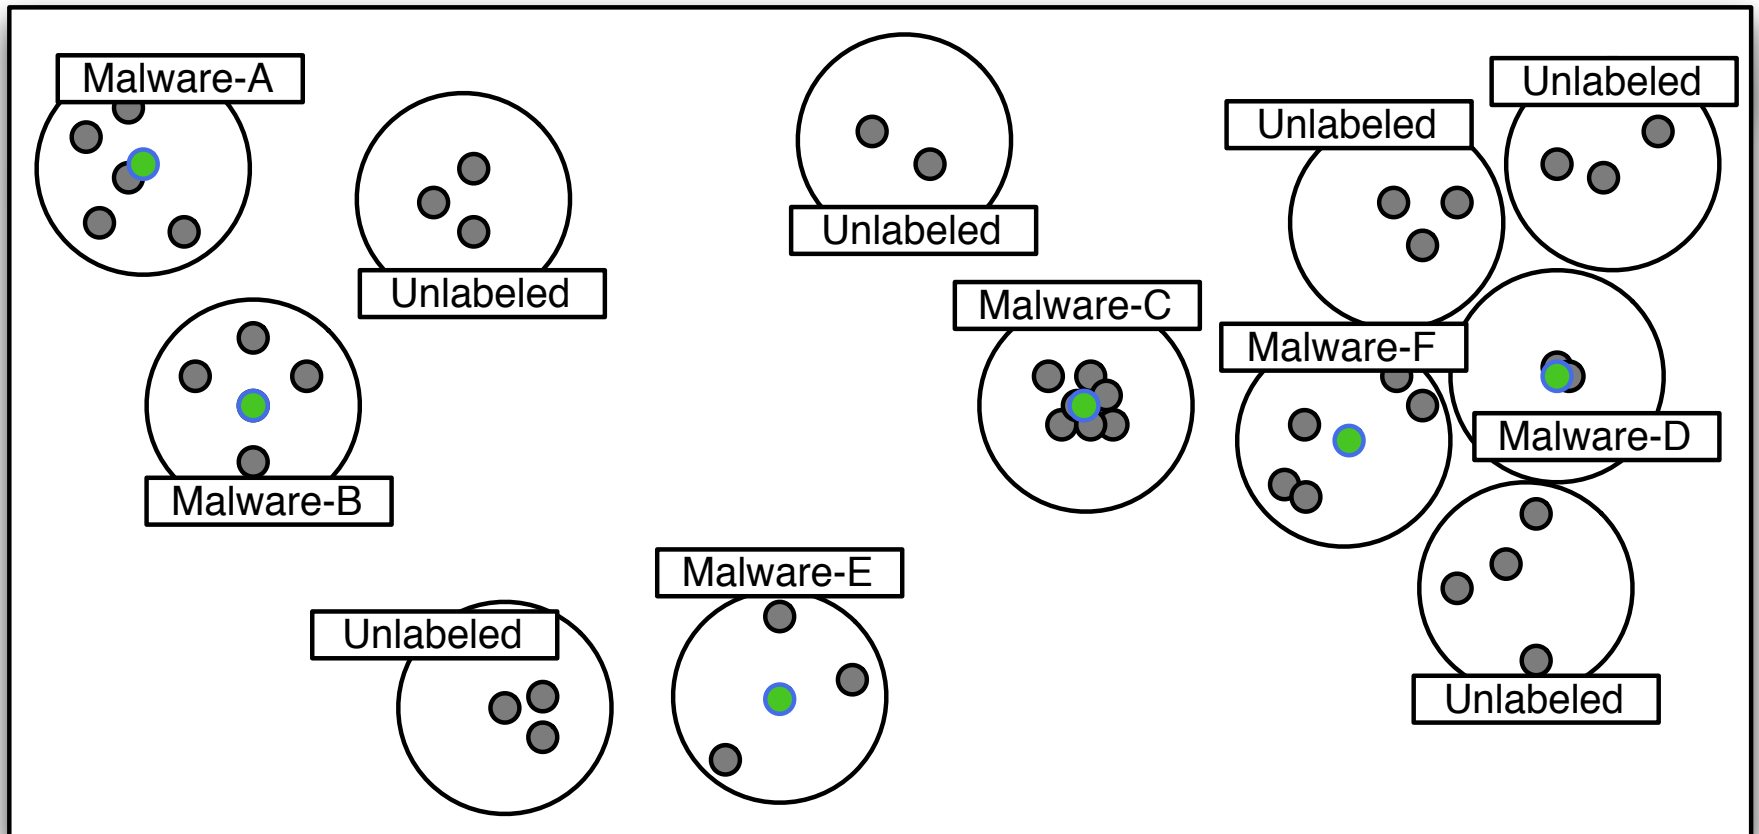 Malware-A
Unlabeled
Unlabeled
Unlabeled
Unlabeled
Malware-C
Malware-F
Malware-D
Malware-B
Malware-E
Unlabeled
Unlabeled